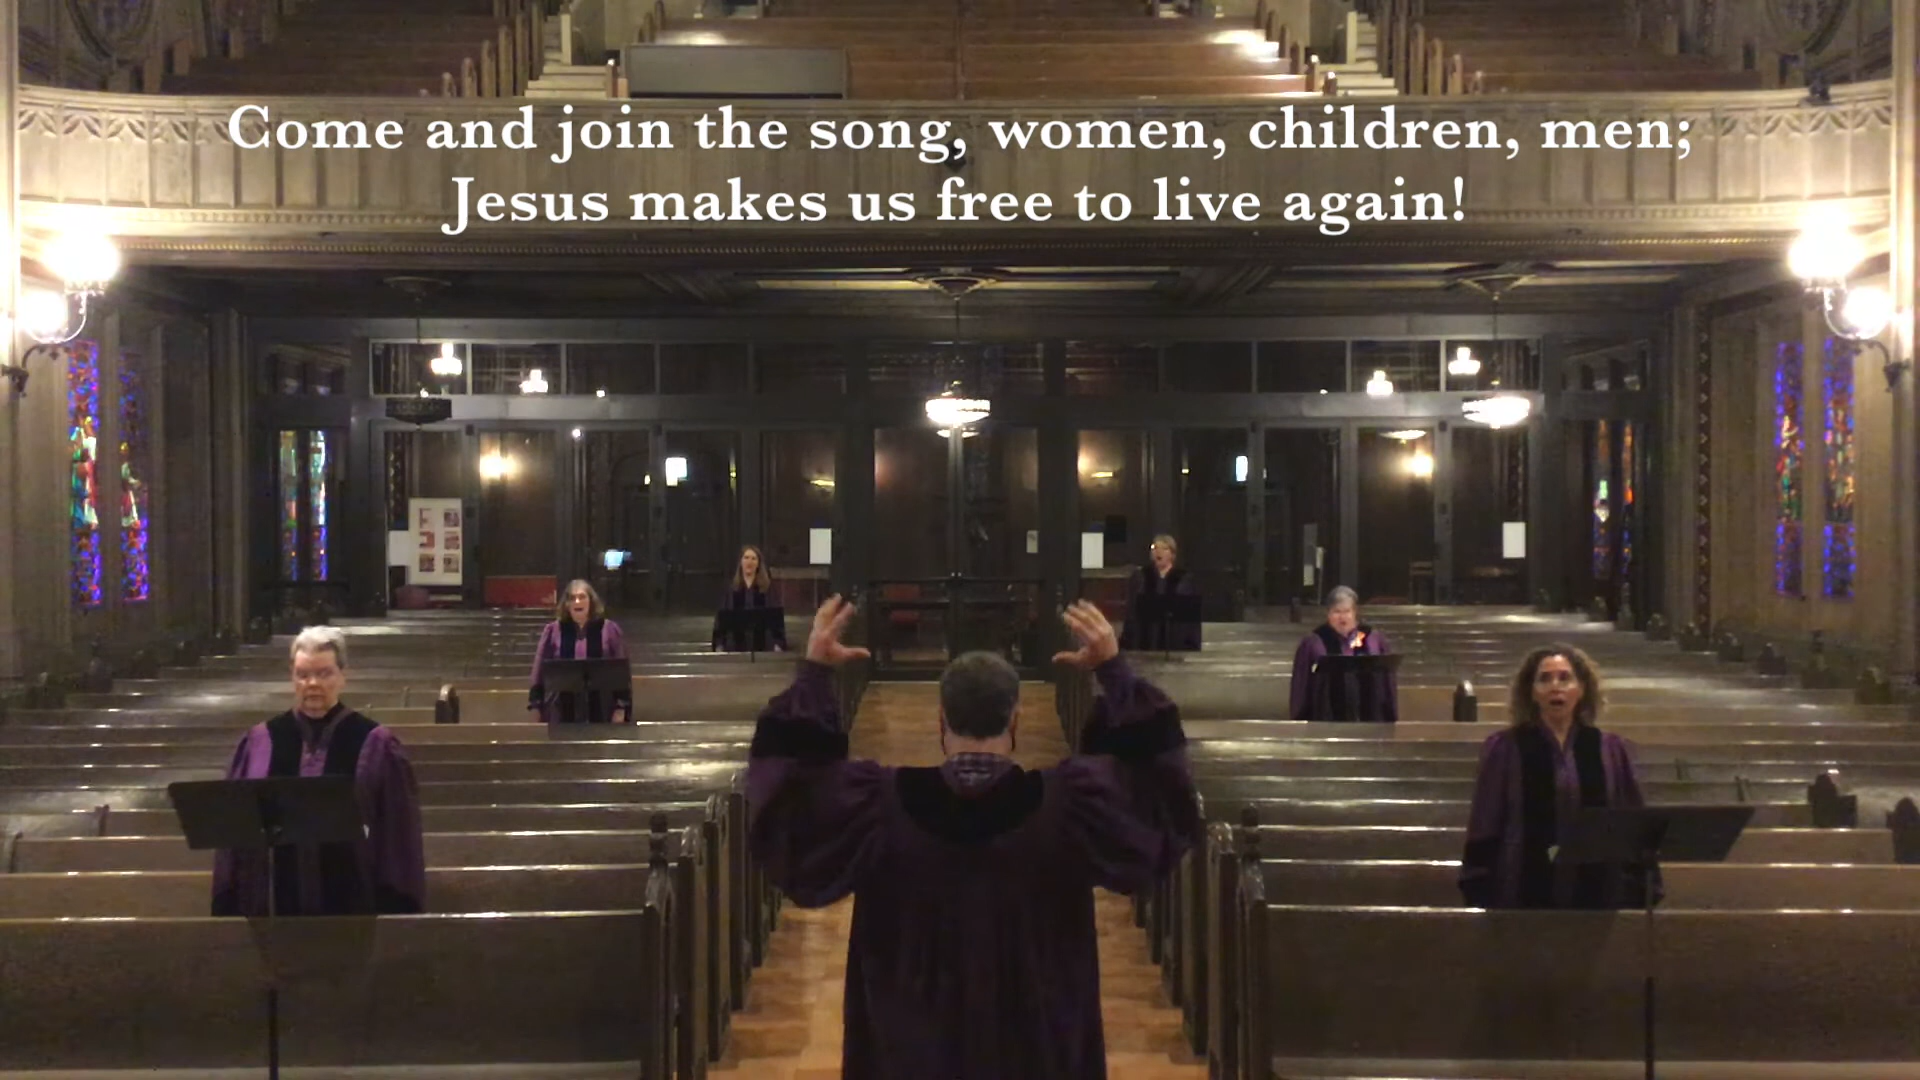 Come and join the song, women, children, men;
Jesus makes us free to live again!